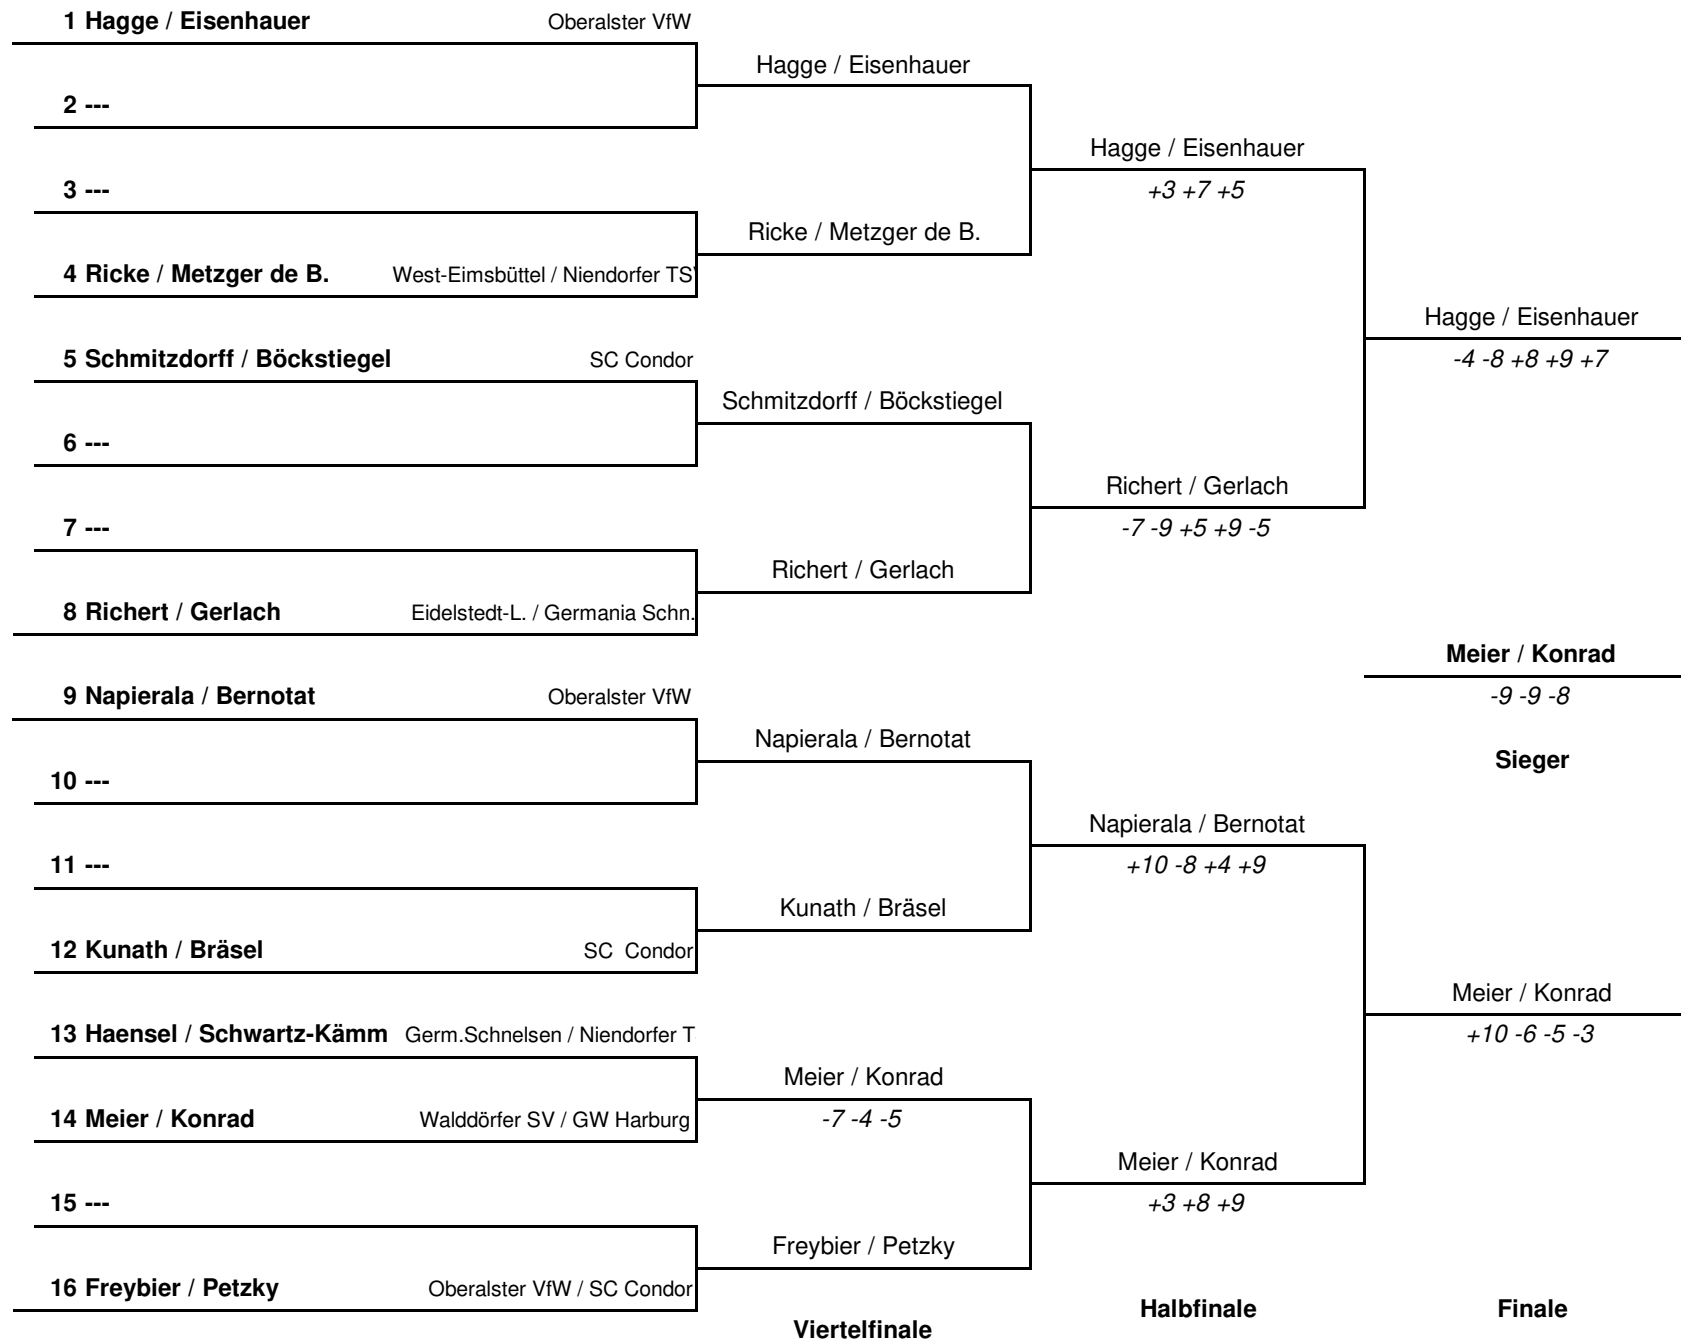 1 Hagge / Eisenhauer Oberalster VfW
Hagge / Eisenhauer
2 ---
Hagge / Eisenhauer
3 ---
+3 +7 +5
Ricke / Metzger de B.
4 Ricke / Metzger de B. West-Eimsbüttel / Niendorfer TSV
Hagge / Eisenhauer
5 Schmitzdorff / Böckstiegel SC Condor
-4 -8 +8 +9 +7
Schmitzdorff / Böckstiegel
6 ---
Richert / Gerlach
7 ---
-7 -9 +5 +9 -5
Richert / Gerlach
8 Richert / Gerlach Eidelstedt-L. / Germania Schn.
Meier / Konrad
9 Napierala / Bernotat Oberalster VfW
-9 -9 -8
Napierala / Bernotat
Sieger
10 ---
Napierala / Bernotat
11 ---
+10 -8 +4 +9
Kunath / Bräsel
12 Kunath / Bräsel SC Condor
Meier / Konrad
13 Haensel / Schwartz-Kämm Germ.Schnelsen / Niendorfer T
+10 -6 -5 -3
Meier / Konrad
14 Meier / Konrad Walddörfer SV / GW Harburg
-7 -4 -5
Meier / Konrad
15 ---
+3 +8 +9
Freybier / Petzky
16 Freybier / Petzky Oberalster VfW / SC Condor
Halbfinale
Finale
Viertelfinale